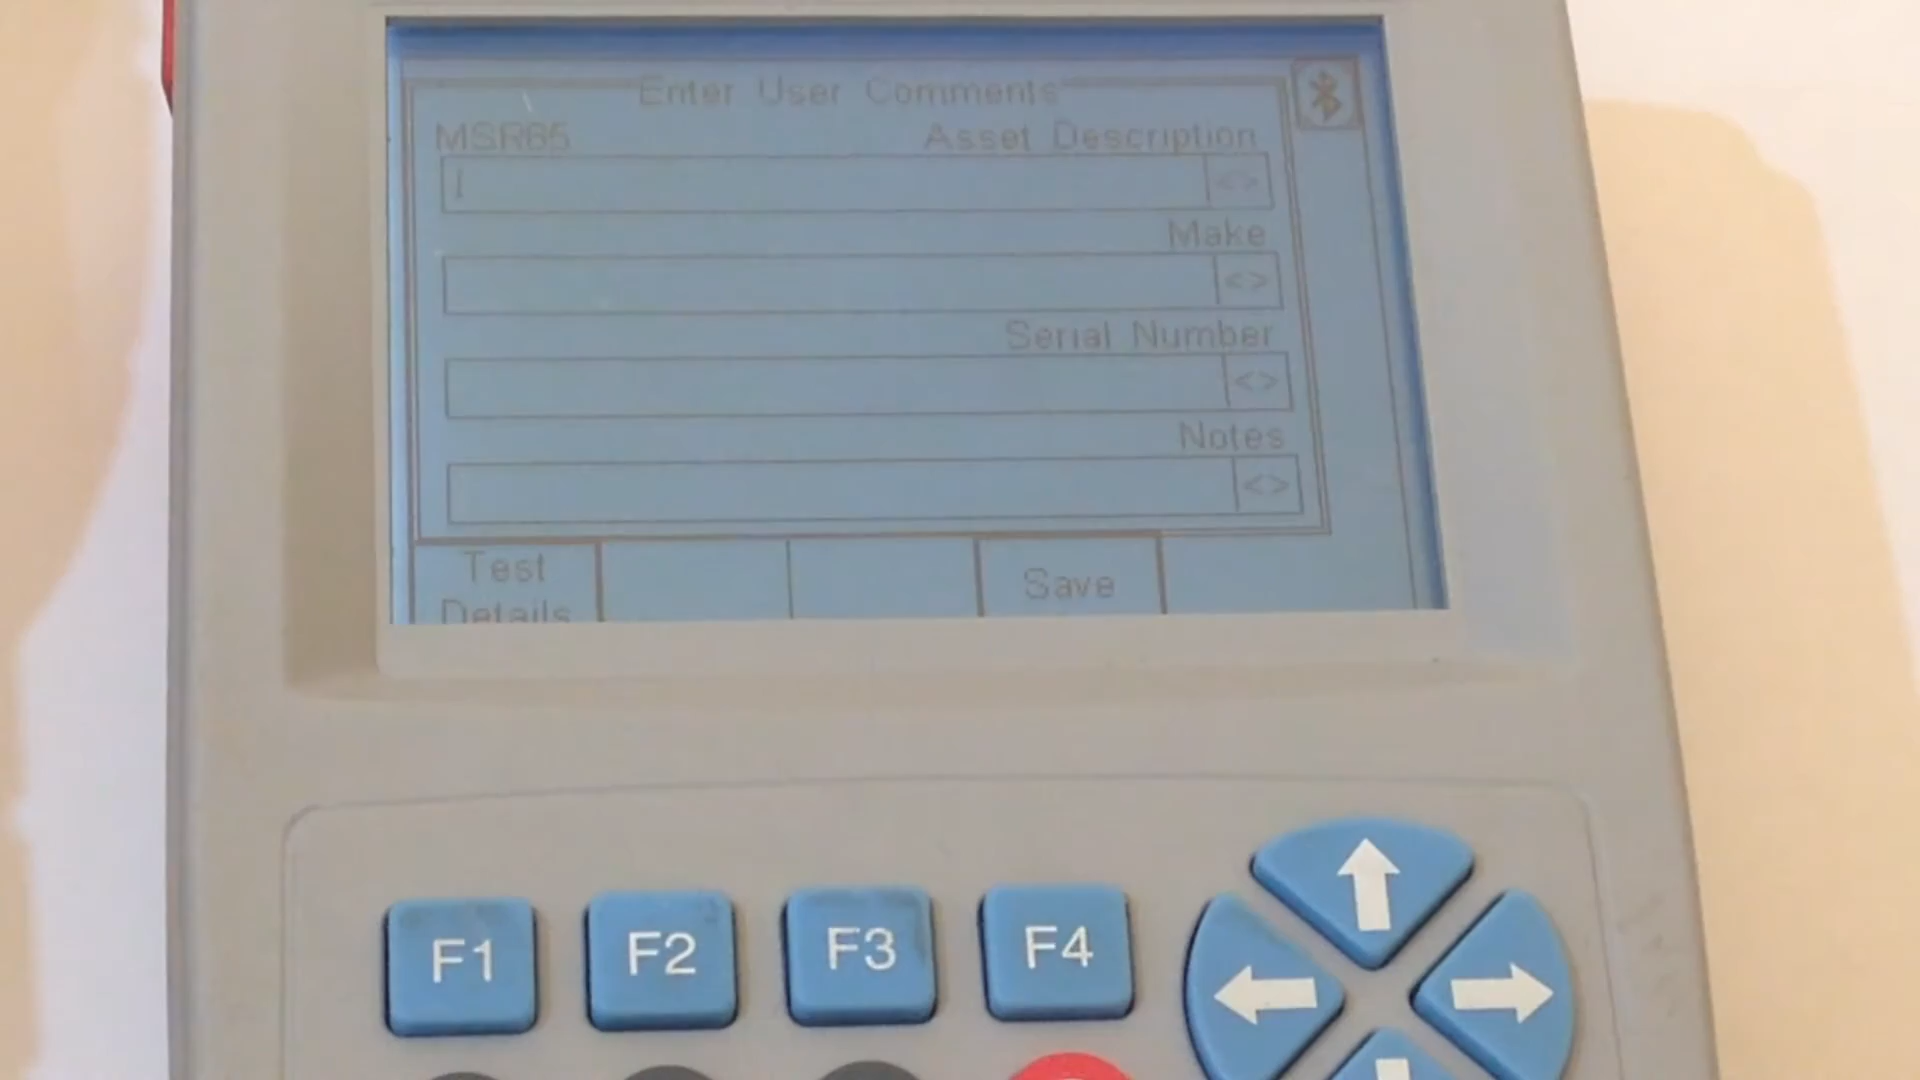 Enter User Comments
MSR65 Asset Description
<>
Make
<>
Serial Number
<>
Notes
<>
Test
Details
Save
F1 F2 F3 F4